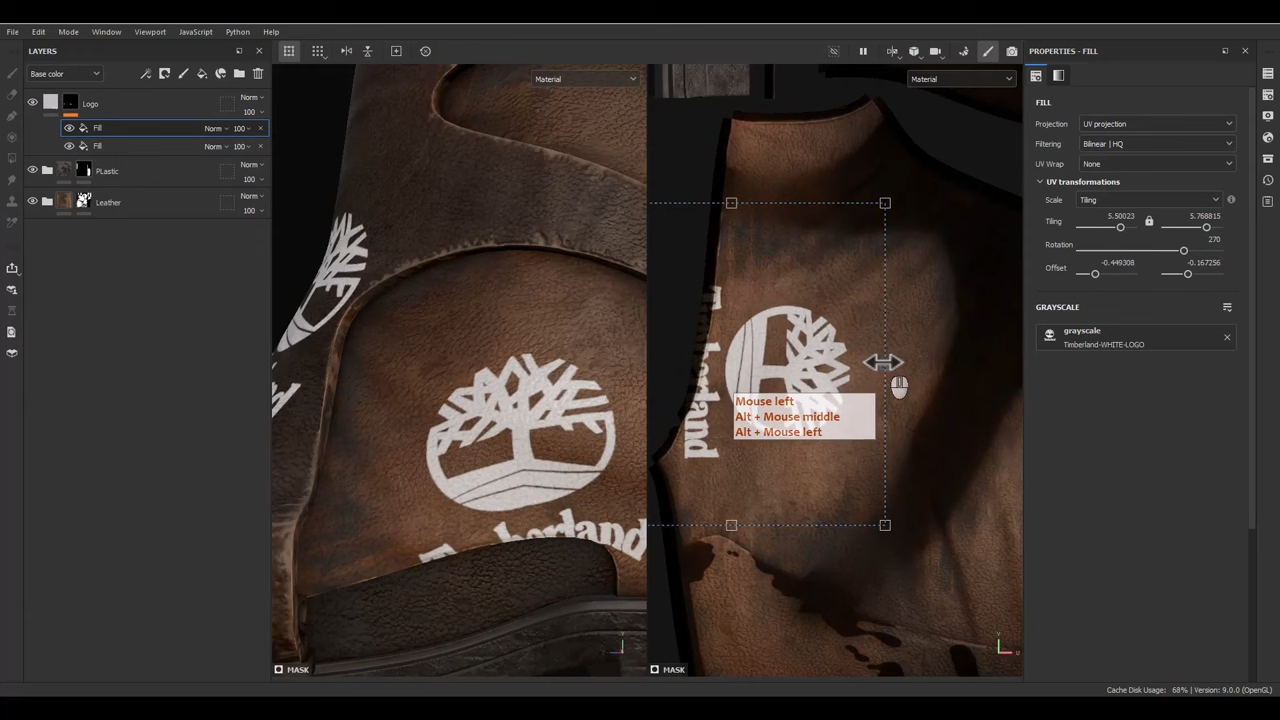 File Edit Mode Window Viewport JavaScript Python Help
LAYERS
Base color
Norm
100
Logo
Fill Norm 100
Fill Norm 100
PLastic
Norm
100
Leather
Norm
100
Material
Timberland
MASK
Material
Timberland
Mouse left
Alt + Mouse middle
Alt + Mouse left
MASK
PROPERTIES - FILL
FILL
Projection UV projection
Filtering Bilinear | HQ
UV Wrap None
UV transformations
Scale Tiling
Tiling 5.50023 5.768815
Rotation 270
Offset -0.449308 -0.167256
GRAYSCALE
grayscale
Timberland-WHITE-LOGO
Cache Disk Usage: 68% | Version: 9.0.0 (OpenGL)